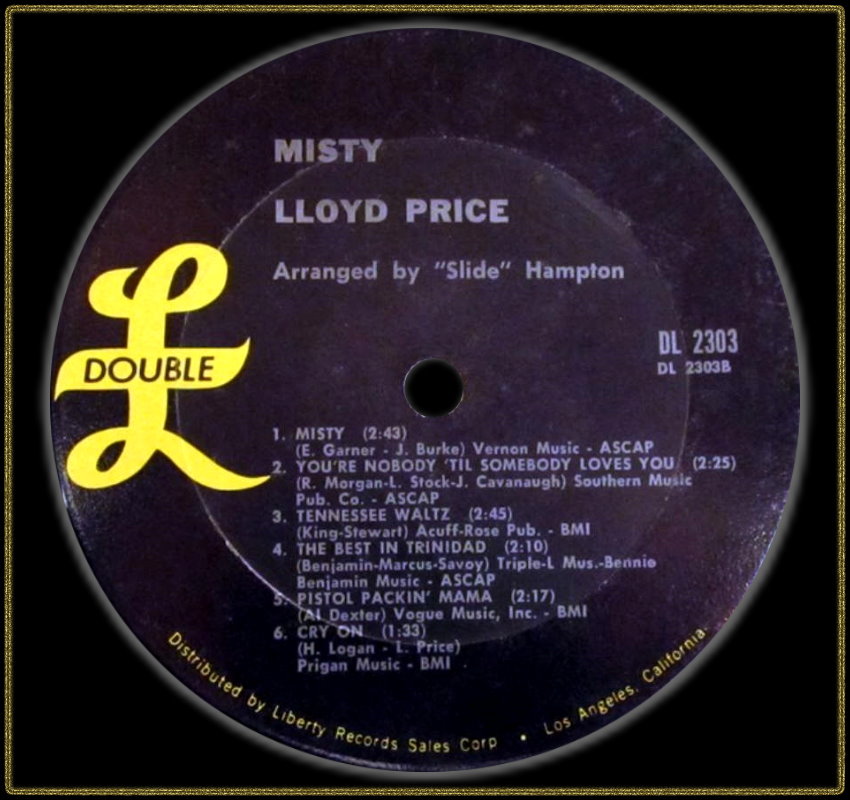 MISTY
LLOYD PRICE
Arranged by "Slide" Hampton
DL 2303
DL 2303B
L
DOUBLE
1. MISTY (2:43)
(E. Garner - J. Burke) Vernon Music - ASCAP
2. YOU'RE NOBODY 'TIL SOMEBODY LOVES YOU (2:25)
(R. Morgan-L. Stock-J. Cavanaugh) Southern Music
Pub. Co. - ASCAP
3. TENNESSEE WALTZ (2:45)
(King-Stewart) Acuff-Rose Pub. - BMI
4. THE BEST IN TRINIDAD (2:10)
(Benjamin-Marcus-Savoy) Triple-L Mus.-Bennie
Benjamin Music - ASCAP
5. PISTOL PACKIN' MAMA (2:17)
(Al Dexter) Vogue Music, Inc. - BMI
6. CRY ON (1:33)
(H. Logan - L. Price)
Prigan Music - BMI
Distributed by Liberty Records Sales Corp • Los Angeles, California.